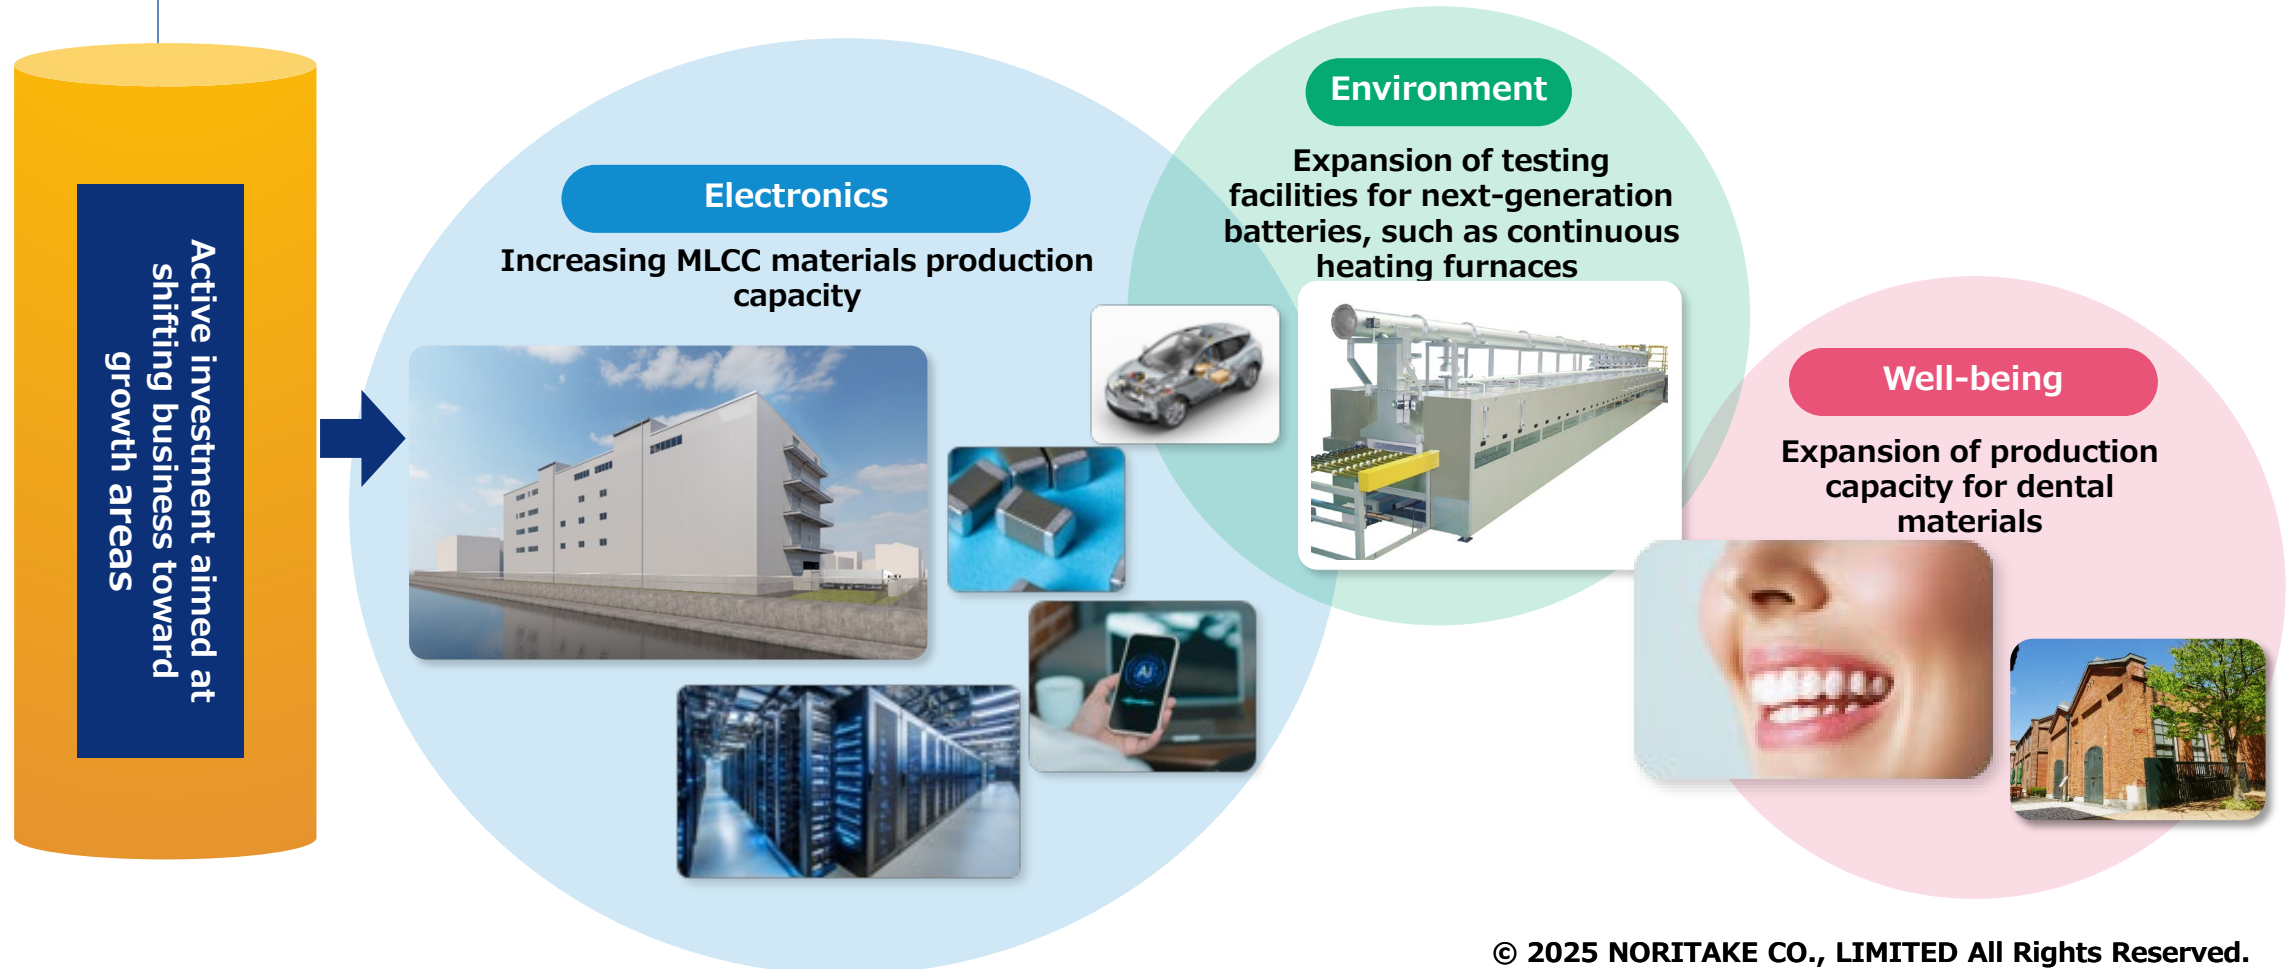 Active investment aimed at
shifting business toward
growth areas
Electronics
Increasing MLCC materials production
capacity
AI
Environment
Expansion of testing
facilities for next-generation
batteries, such as continuous
heating furnaces
Well-being
Expansion of production
capacity for dental
materials
© 2025 NORITAKE CO., LIMITED All Rights Reserved.